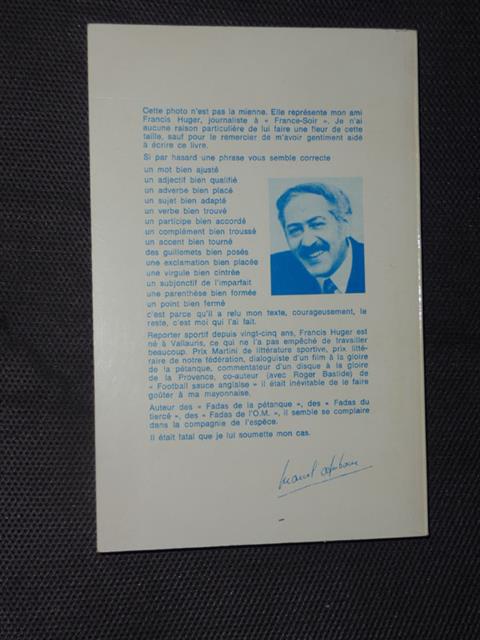 Cette photo n'est pas la mienne. Elle représente mon ami
Francis Huger, journaliste à « France-Soir ». Je n'ai
aucune raison particulière de lui faire une fleur de cette
taille, sauf pour le remercier de m'avoir gentiment aidé
à écrire ce livre.
Si par hasard une phrase vous semble correcte
un mot bien ajusté
un adjectif bien qualifié
un adverbe bien placé
un sujet bien adapté
un verbe bien trouvé
un participe bien accordé
un complément bien troussé
un accent bien tourné
des guillemets bien posés
une exclamation bien placée
une virgule bien cintrée
un subjonctif de l'imparfait
une parenthèse bien formée
un point bien fermé
c'est parce qu'il a relu mon texte, courageusement, le
reste, c'est moi qui l'ai fait.
Reporter sportif depuis vingt-cinq ans, Francis Huger est
né à Vallauris, ce qui ne l'a pas empêché de travailler
beaucoup. Prix Martini de littérature sportive, prix litté-
raire de notre fédération, dialoguiste d'un film à la gloire
de la pétanque, commentateur d'un disque à la gloire
de la Provence, co-auteur (avec Roger Bastide) de
« Football sauce anglaise » il était inévitable de le faire
goûter à ma mayonnaise.
Auteur des « Fadas de la pétanque », des « Fadas du
tiercé », des « Fadas de l'O.M. », il semble se complaire
dans la compagnie de l'espèce.
Il était fatal que je lui soumette mon cas.